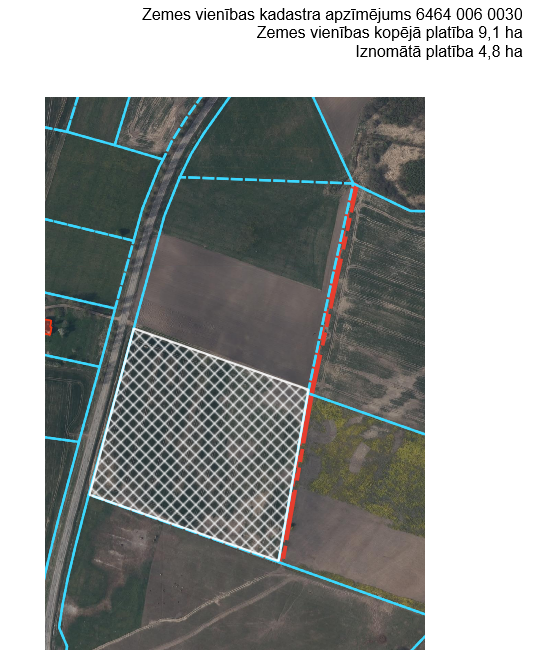 Zemes vienības kadastra apzīmējums 6464 006 0030
Zemes vienības kopējā platība 9,1 ha
Iznomātā platība 4,8 ha